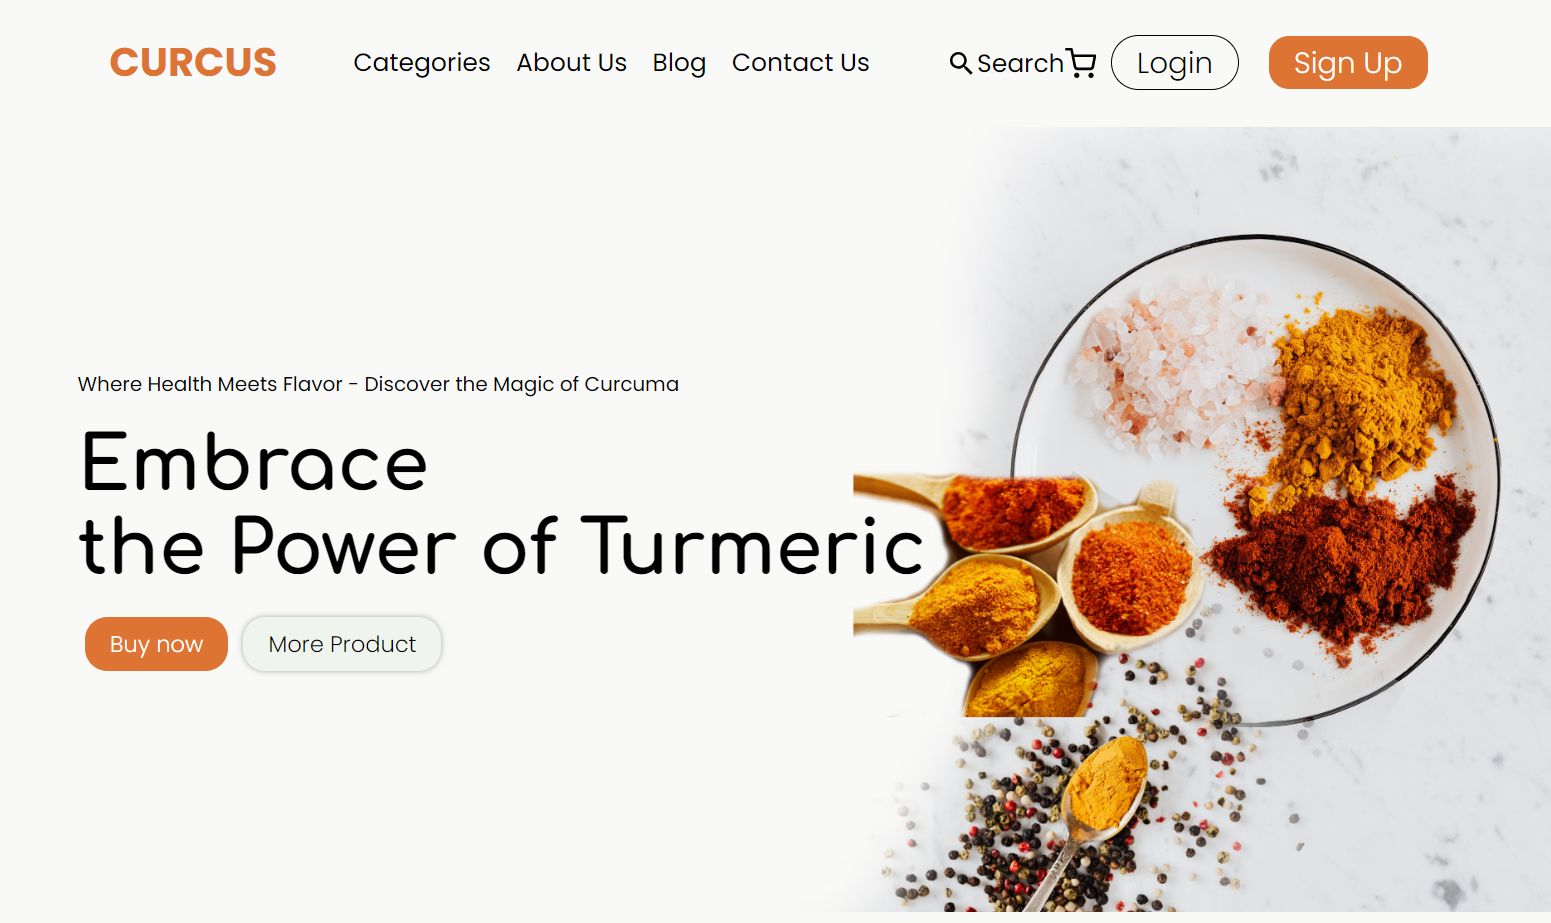 CURCUS
Categories About Us Blog Contact Us
Search
Login
Sign Up
Where Health Meets Flavor - Discover the Magic of Curcuma
Embrace
the Power of Turmeric
Buy now
More Product